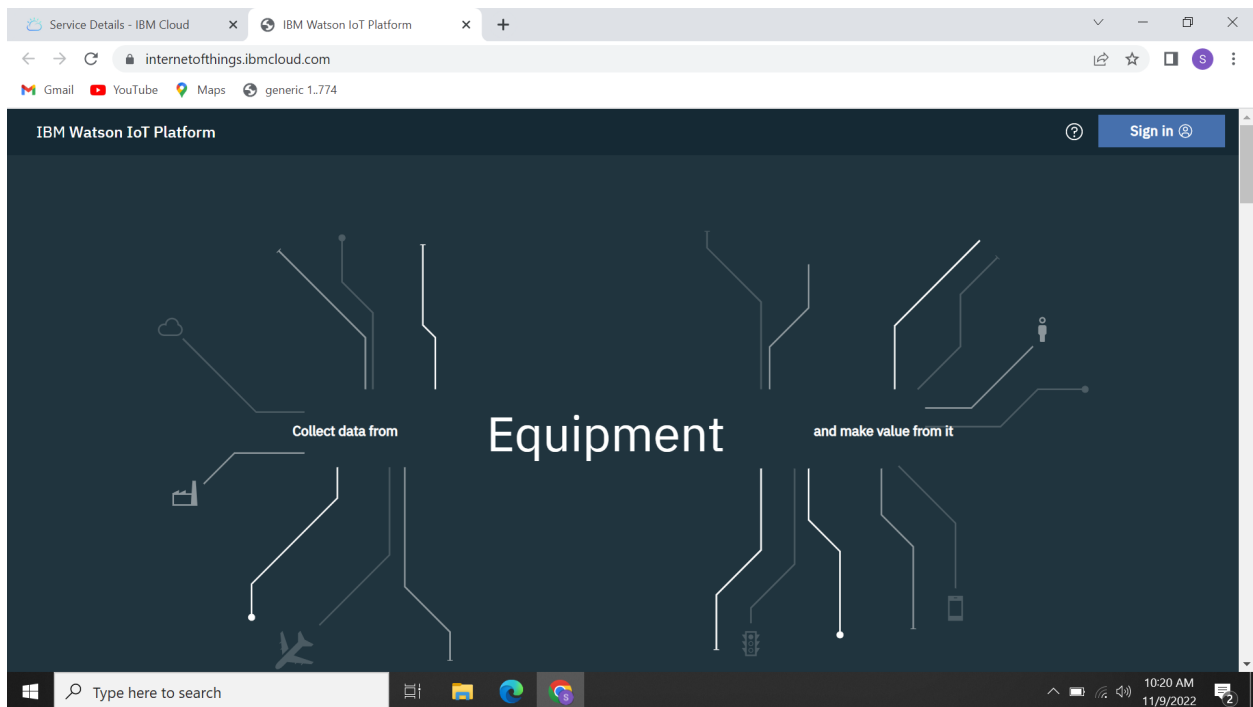 Service Details - IBM Cloud
IBM Watson IoT Platform
internetofthings.ibmcloud.com
S
Gmail
YouTube
Maps
generic 1..774
IBM Watson IoT Platform
Sign in
Collect data from
Equipment
and make value from it
Type here to search
S
10:20 AM
11/9/2022
2